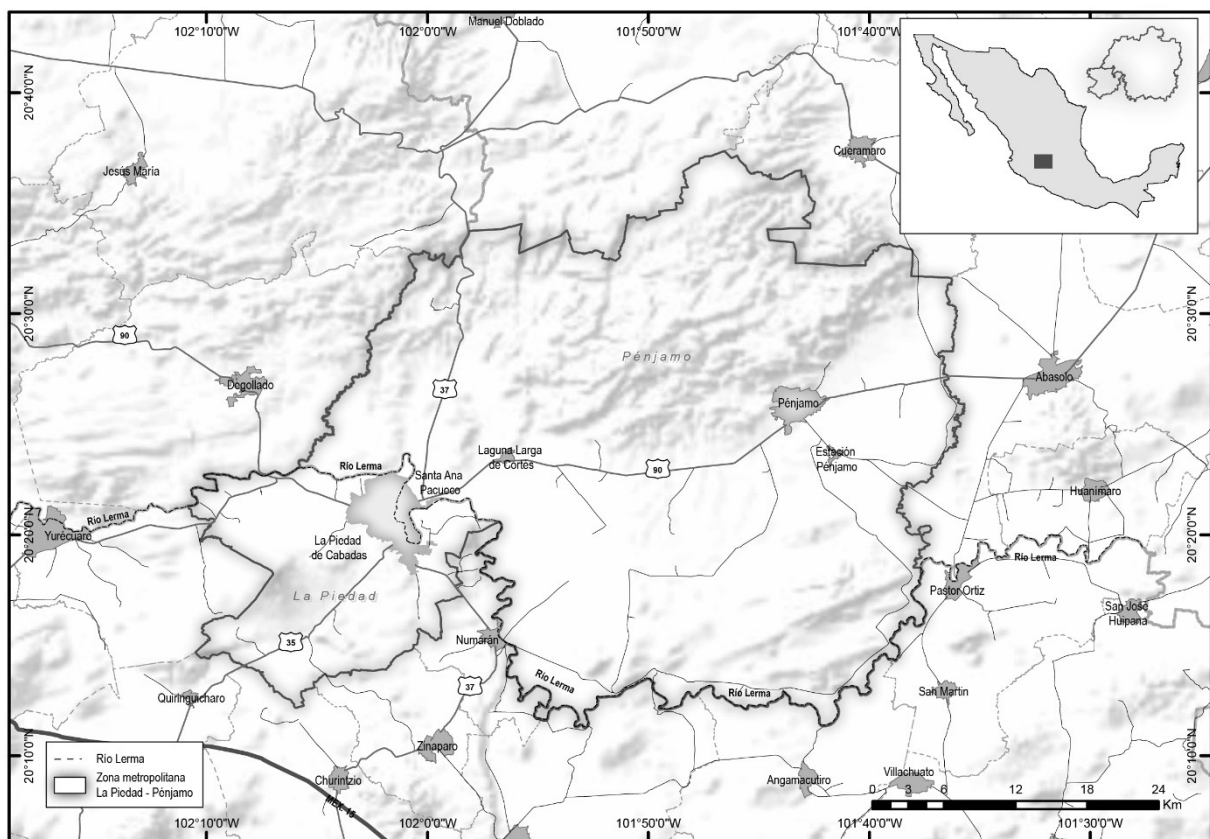 102°10'0"W
102°0'0"W
101°50'0"W
101°40'0"W
Manuel Doblado
20°40'0"N
Jesús María
Cuéramaro
20°30'0"N
20°30'0"N
90
Degollado
37
Pénjamo
Pénjamo
Abasolo
Laguna Larga
de Cortés
Estación
Pénjamo
90
Río Lerma
Santa Ana
Pacueco
Huanímaro
Río Lerma
Yurécuaro
20°20'0"N
20°20'0"N
La Piedad
de Cabadas
Río Lerma
La Piedad
Pastor Ortiz
San José
Huipana
Numarán
35
Río Lerma
Río Lerma
37
Quiringüicharo
San Martin
Zináparo
20°10'0"N
20°10'0"N
Río Lerma
Zona metropolitana
La Piedad - Pénjamo
Churintzio
MEX-15
Angamacutiro
Villachuato
0
3
6
12
18
24
Km
102°10'0"W
102°0'0"W
101°50'0"W
101°40'0"W
101°30'0"W